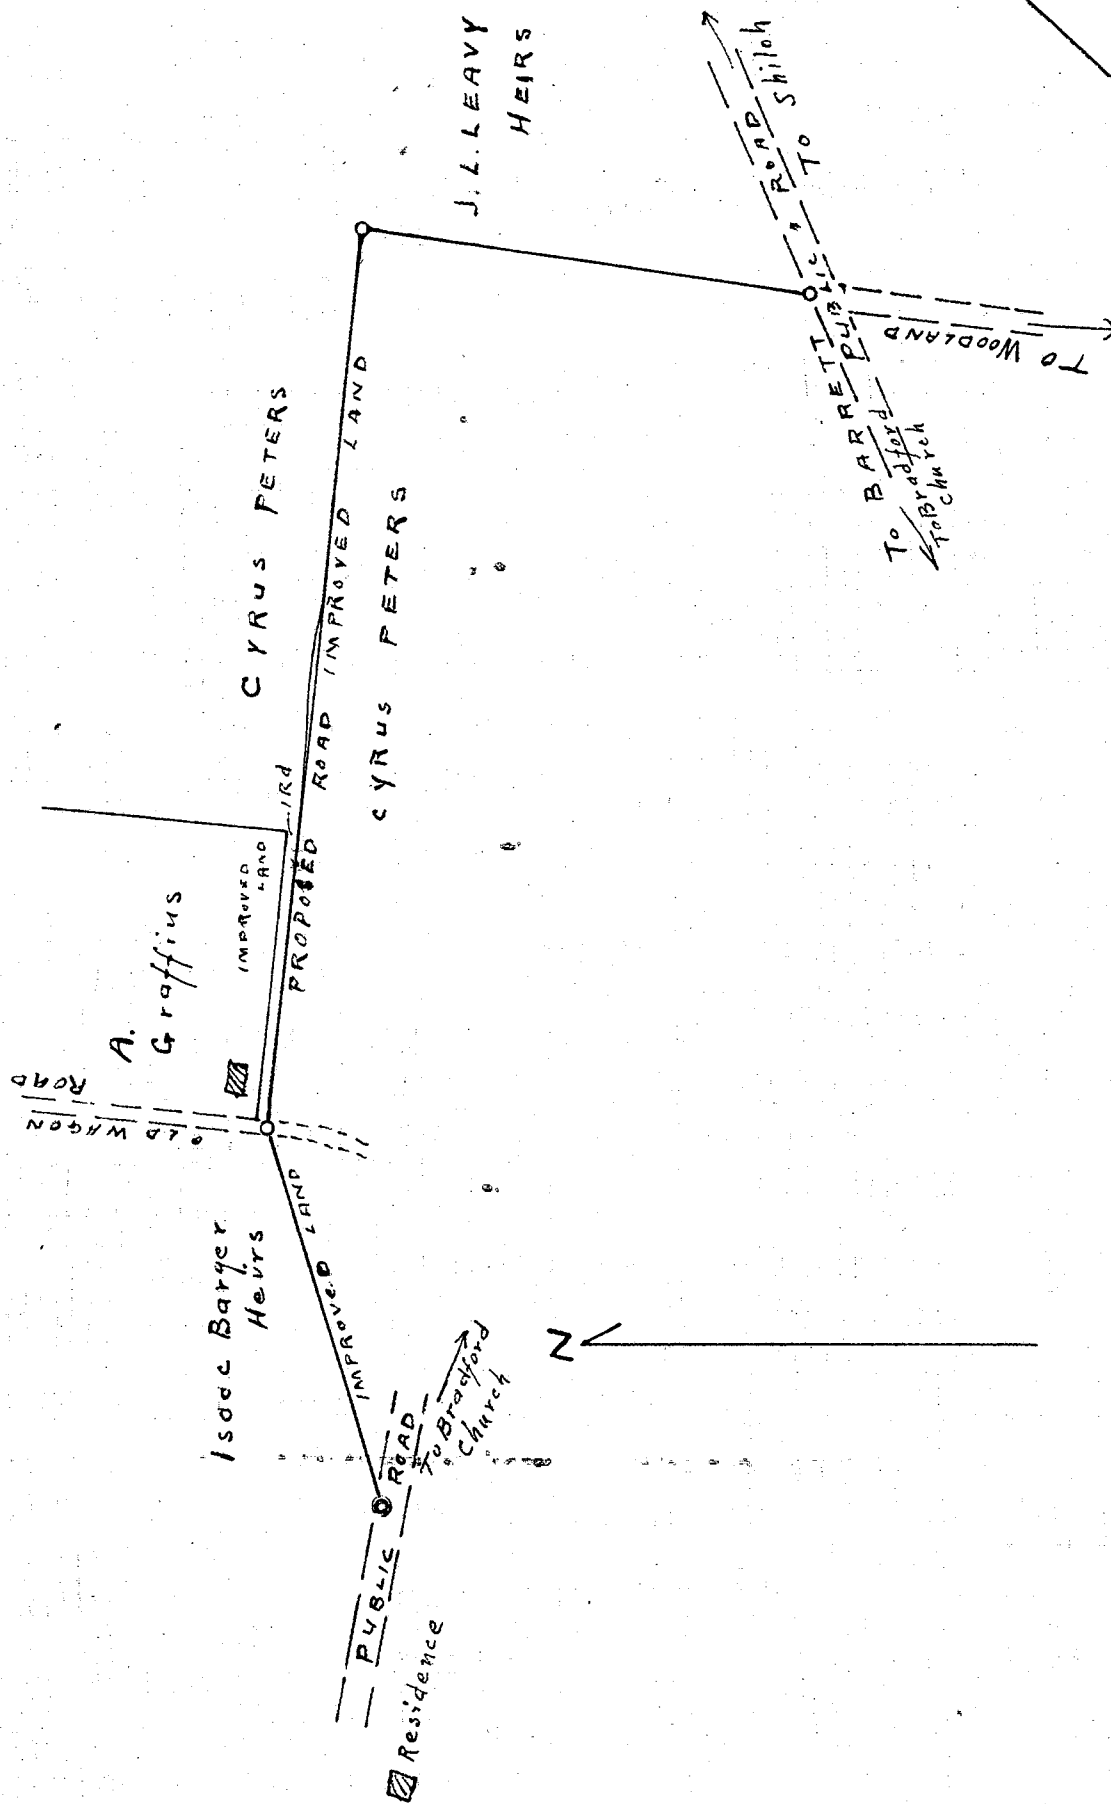 OLD WAGON
ROAD
A.
Graffius
IMPROVED
LAND
1Rd
CYRUS PETERS
J. L. LEAVY
HEIRS
Isaac Barger
Heirs
IMPROVED LAND
PROPOSED ROAD IMPROVED LAND
CYRUS PETERS
PUBLIC ROAD
To Bradford
Church
Residence
N
PUBLIC ROAD
To Shiloh
To BARRETT
To Bradford
Church
TO WOODLAND